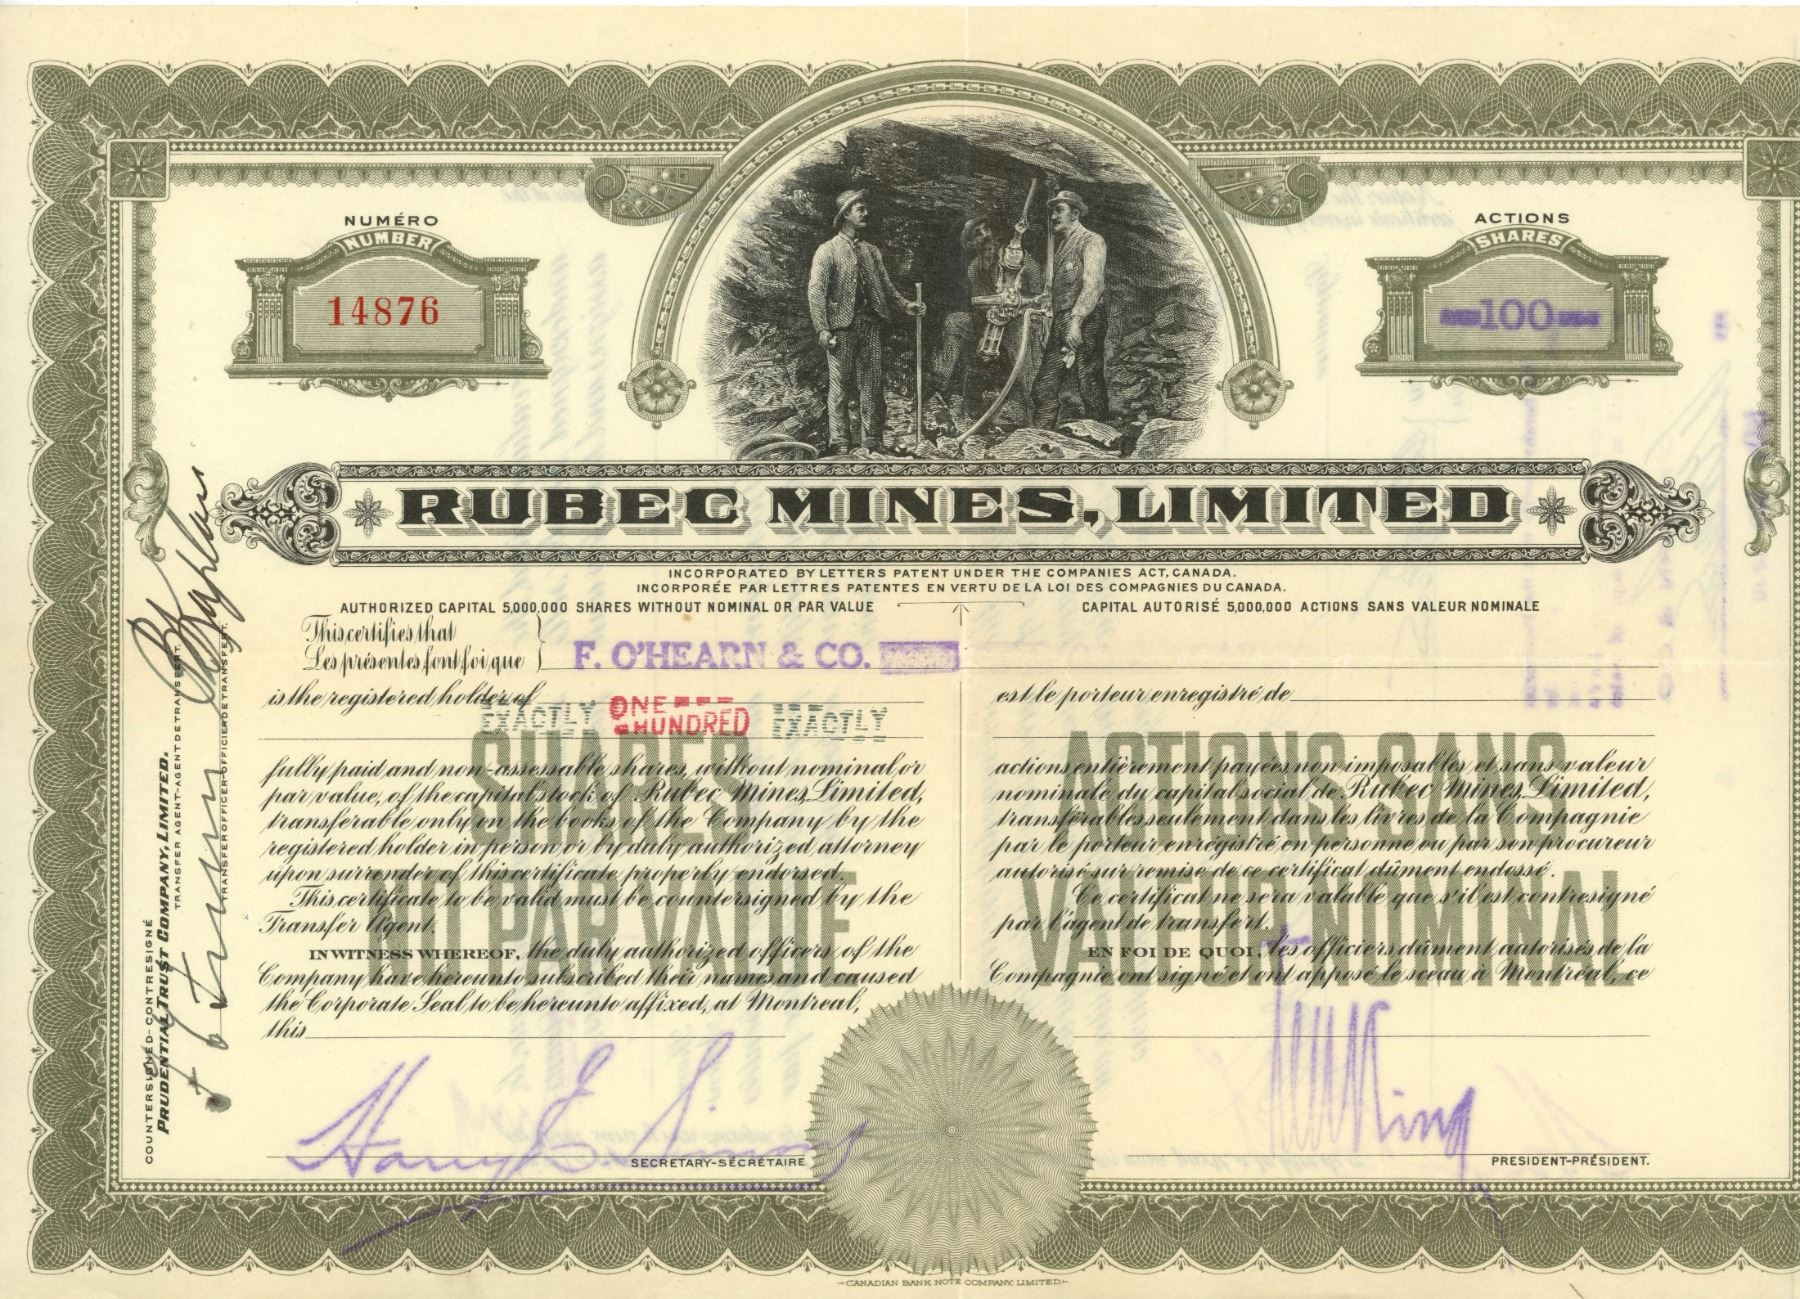 NUMÉRO
NUMBER
14876
ACTIONS
SHARES
100
RUBEC MINES, LIMITED
INCORPORATED BY LETTERS PATENT UNDER THE COMPANIES ACT, CANADA.
INCORPORÉE PAR LETTRES PATENTES EN VERTU DE LA LOI DES COMPAGNIES DU CANADA.
AUTHORIZED CAPITAL 5,000,000 SHARES WITHOUT NOMINAL OR PAR VALUE
CAPITAL AUTORISÉ 5,000,000 ACTIONS SANS VALEUR NOMINALE
This certifies that
Les présentes font foi que
F. O'HEARN & CO.
is the registered holder of
EXACTLY ONE HUNDRED EXACTLY
fully paid and non-assessable shares, without nominal or
par value, of the capital stock of Rubec Mines, Limited,
transferable only on the books of the Company by the
registered holder in person or by duly authorized attorney
upon surrender of this certificate properly endorsed.
This certificate to be valid must be countersigned by the
Transfer Agent.
IN WITNESS WHEREOF, the duly authorized officers of the
Company have hereunto subscribed their names and caused
the Corporate Seal to be hereunto affixed, at Montreal,
this
SHARES
NO PAR VALUE
est le porteur enregistré de
actions entièrement payées, non imposables et sans valeur
nominale du capital social de Rubec Mines, Limited,
transférables seulement dans les livres de la Compagnie
par le porteur enregistré en personne ou par son procureur
autorisé sur remise de ce certificat dûment endossé.
Ce certificat ne sera valable que s'il est contresigné
par l'agent de transfert.
EN FOI DE QUOI, les officiers dûment autorisés de la
Compagnie ont signé et ont apposé le sceau à Montréal, ce
ACTIONS SANS
VALEUR NOMINAL
Harry E. Simon
SECRETARY-SÉCRÉTAIRE
King
PRESIDENT-PRÉSIDENT.
COUNTERSIGNED-CONTRESIGNÉ
PRUDENTIAL TRUST COMPANY, LIMITED.
TRANSFER AGENT-AGENT DE TRANSFERT.
By
TRANSFER OFFICER-OFFICIER DE TRANSFERT.
CANADIAN BANK NOTE COMPANY, LIMITED.